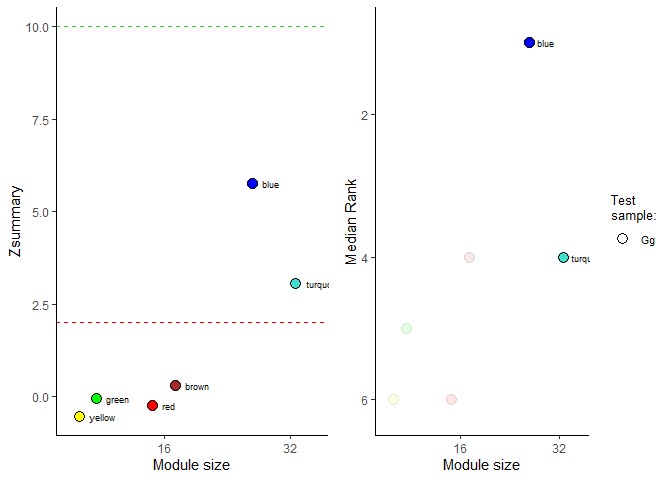 10.0
7.5
5.0
2.5
0.0
Zsummary
blue
turquo
brown
green
red
yellow
16
32
Module size
2
4
6
Median Rank
blue
turqu
16
32
Module size
Test
sample:
Gg